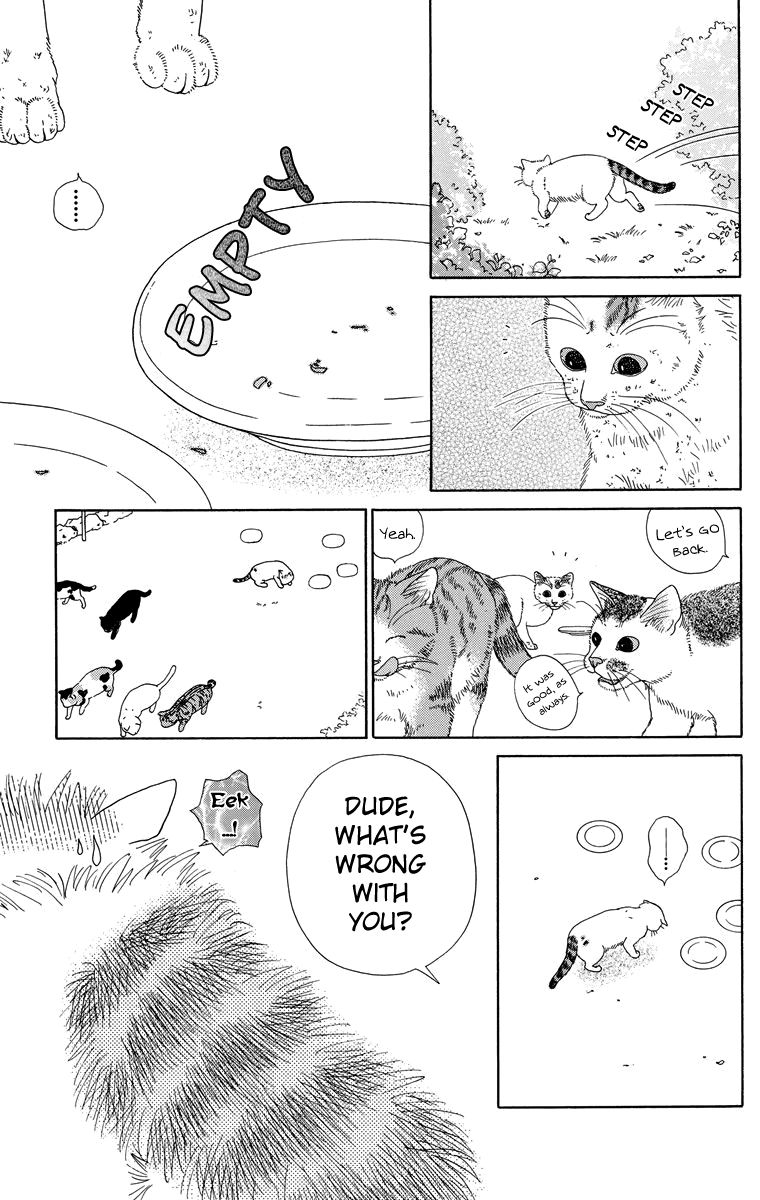 STEP
STEP
STEP
EMPTY
......
Let's GO
Back.
Yeah.
It was
GOOD, as
always.
......
DUDE,
WHAT'S
WRONG
WITH
YOU?
Eek
...!